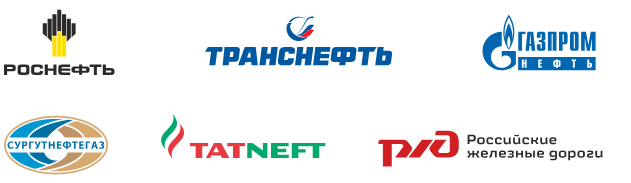 РОСНЕФТЬ
ТРАНСНЕФТЬ
ГАЗПРОМ
НЕФТЬ
СУРГУТНЕФТЕГАЗ
TATNEFT
ржд Российские
железные дороги